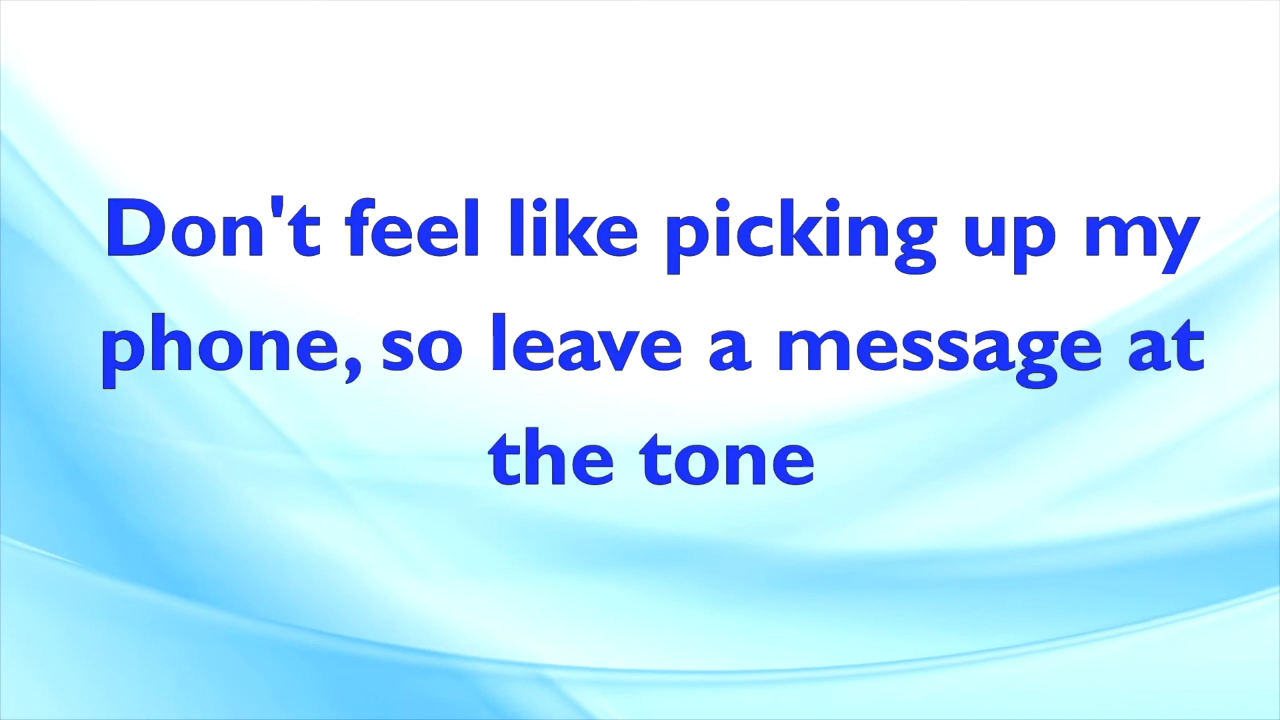 Don't feel like picking up my
phone, so leave a message at
the tone